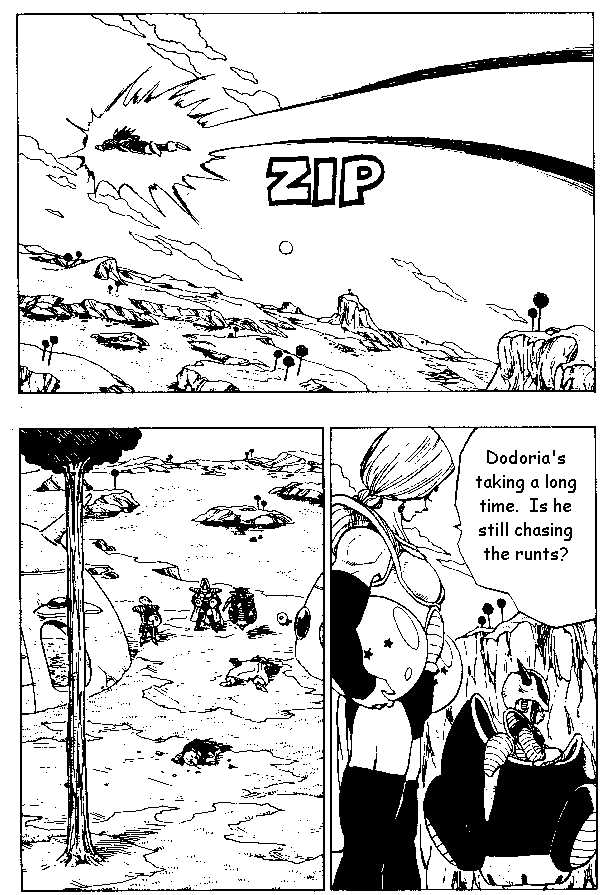 ZIP
Dodoria's
taking a long
time. Is he
still chasing
the runts?